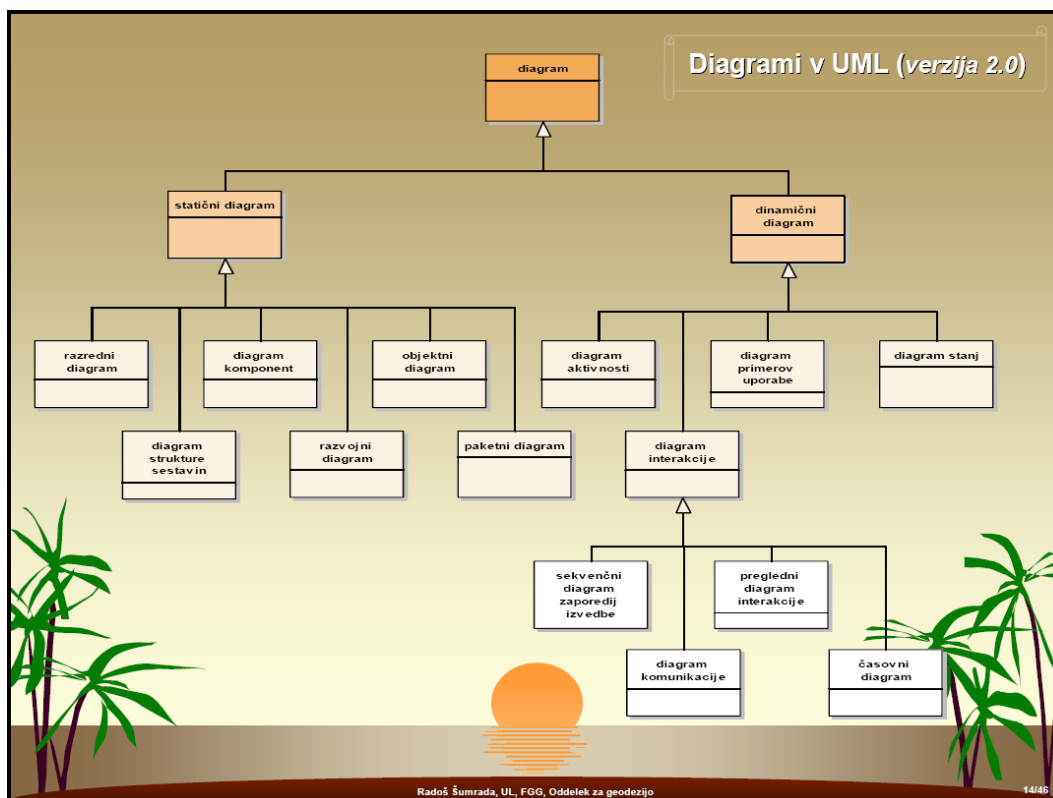 Diagrami v UML (verzija 2.0)
diagram
statični diagram
dinamični
diagram
razredni
diagram
diagram
komponent
objektni
diagram
diagram
aktivnosti
diagram
primerov
uporabe
diagram stanj
diagram
strukture
sestavin
razvojni
diagram
paketni diagram
diagram
interakcije
sekvenčni
diagram
zaporedij
izvedbe
pregledni
diagram
interakcije
diagram
komunikacije
časovni
diagram
Radoš Šumrada, UL, FGG, Oddelek za geodezijo
14/46